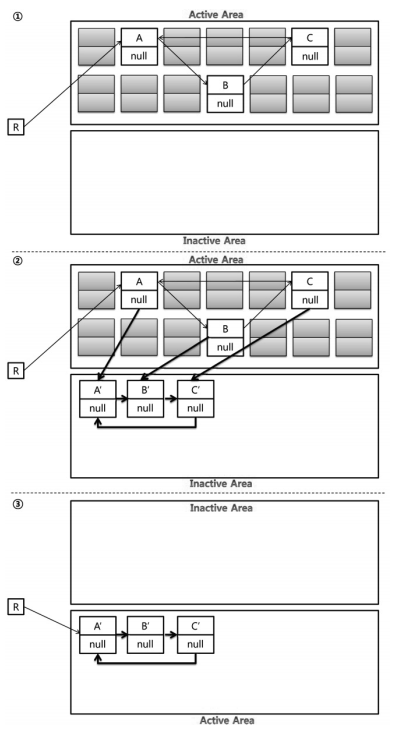 ①
Active Area
A
C
null
null
B
R
null
Inactive Area
②
Active Area
A
C
null
null
B
R
null
A' B' C'
null null null
Inactive Area
③
Inactive Area
R
A' B' C'
null null null
Active Area